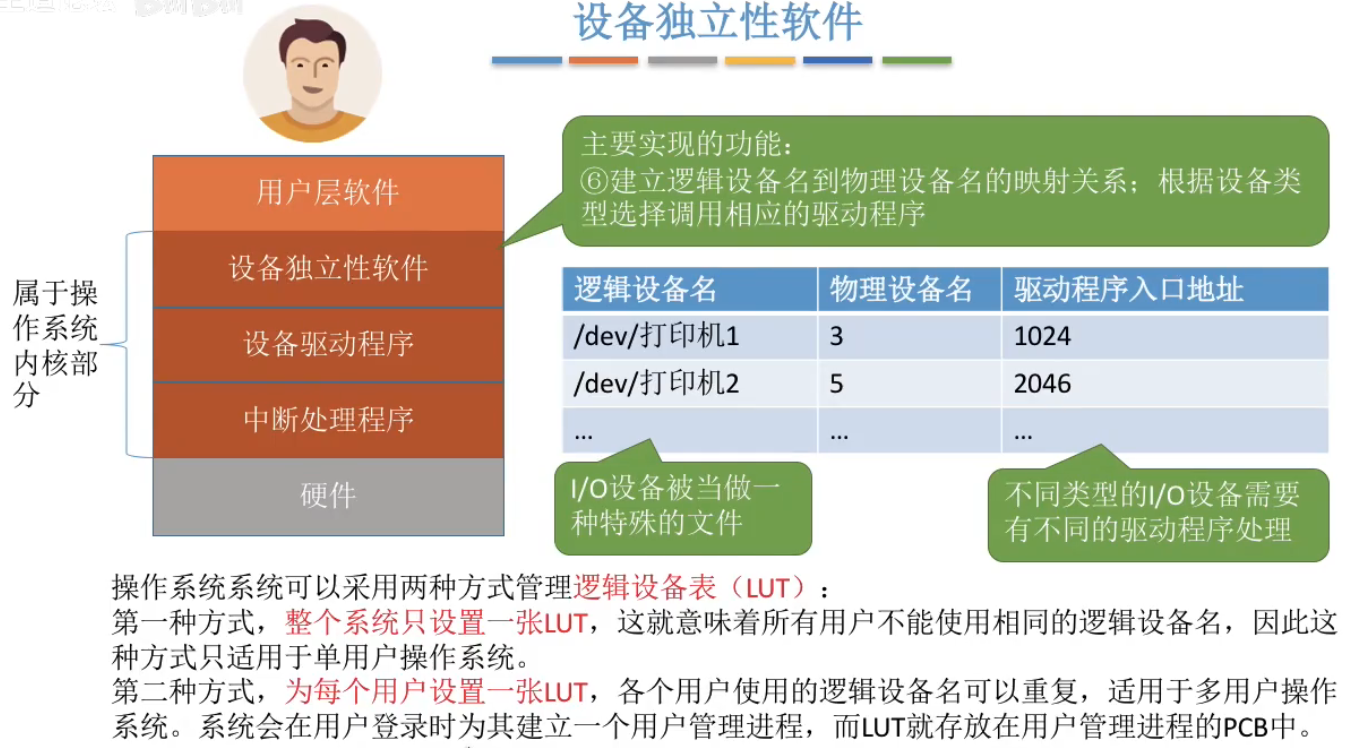 设备独立性软件
主要实现的功能：
⑥建立逻辑设备名到物理设备名的映射关系；根据设备类
型选择调用相应的驱动程序
用户层软件
设备独立性软件
设备驱动程序
中断处理程序
硬件
属于操
作系统
内核部
分
逻辑设备名 物理设备名 驱动程序入口地址
/dev/打印机1 3 1024
/dev/打印机2 5 2046
... ... ...
I/O设备被当做一
种特殊的文件
不同类型的I/O设备需要
有不同的驱动程序处理
操作系统系统可以采用两种方式管理逻辑设备表（LUT）：
第一种方式，整个系统只设置一张LUT，这就意味着所有用户不能使用相同的逻辑设备名，因此这
种方式只适用于单用户操作系统。
第二种方式，为每个用户设置一张LUT，各个用户使用的逻辑设备名可以重复，适用于多用户操作
系统。系统会在用户登录时为其建立一个用户管理进程，而LUT就存放在用户管理进程的PCB中。